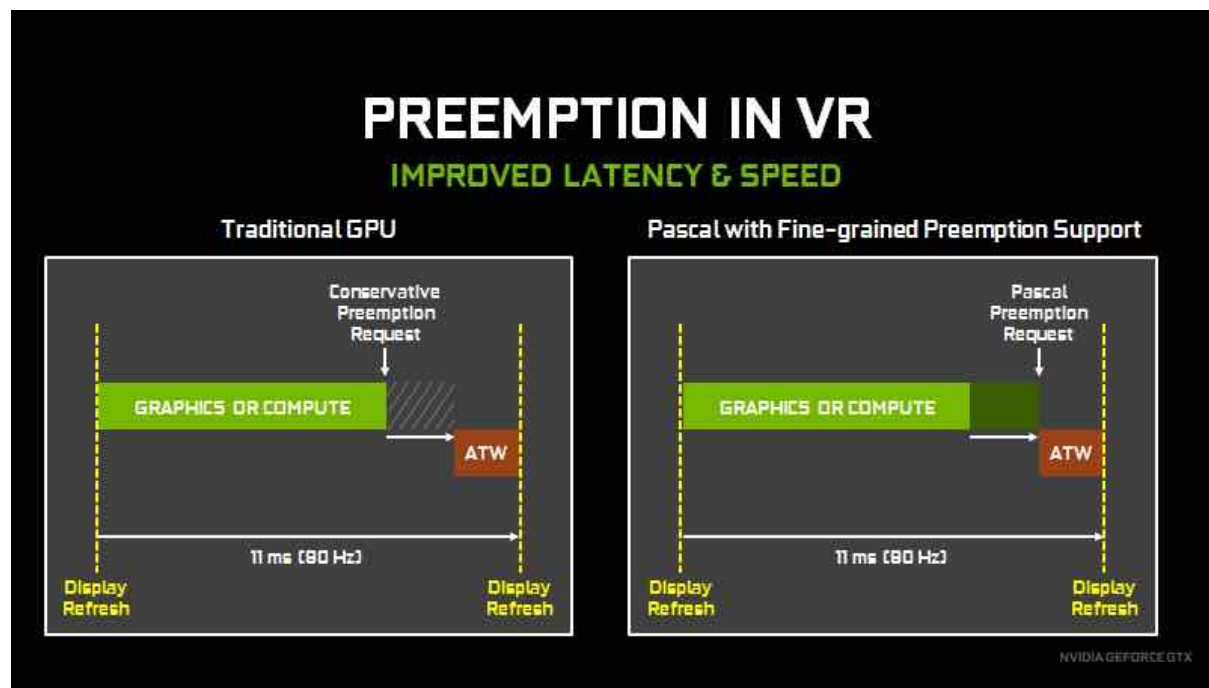 PREEMPTION IN VR
IMPROVED LATENCY & SPEED
Traditional GPU
Conservative
Preemption
Request
GRAPHICS OR COMPUTE
ATW
11 ms (90 Hz)
Display
Refresh
Display
Refresh
Pascal with Fine-grained Preemption Support
Pascal
Preemption
Request
GRAPHICS OR COMPUTE
ATW
11 ms (90 Hz)
Display
Refresh
Display
Refresh
NVIDIA GEFORCE GTX